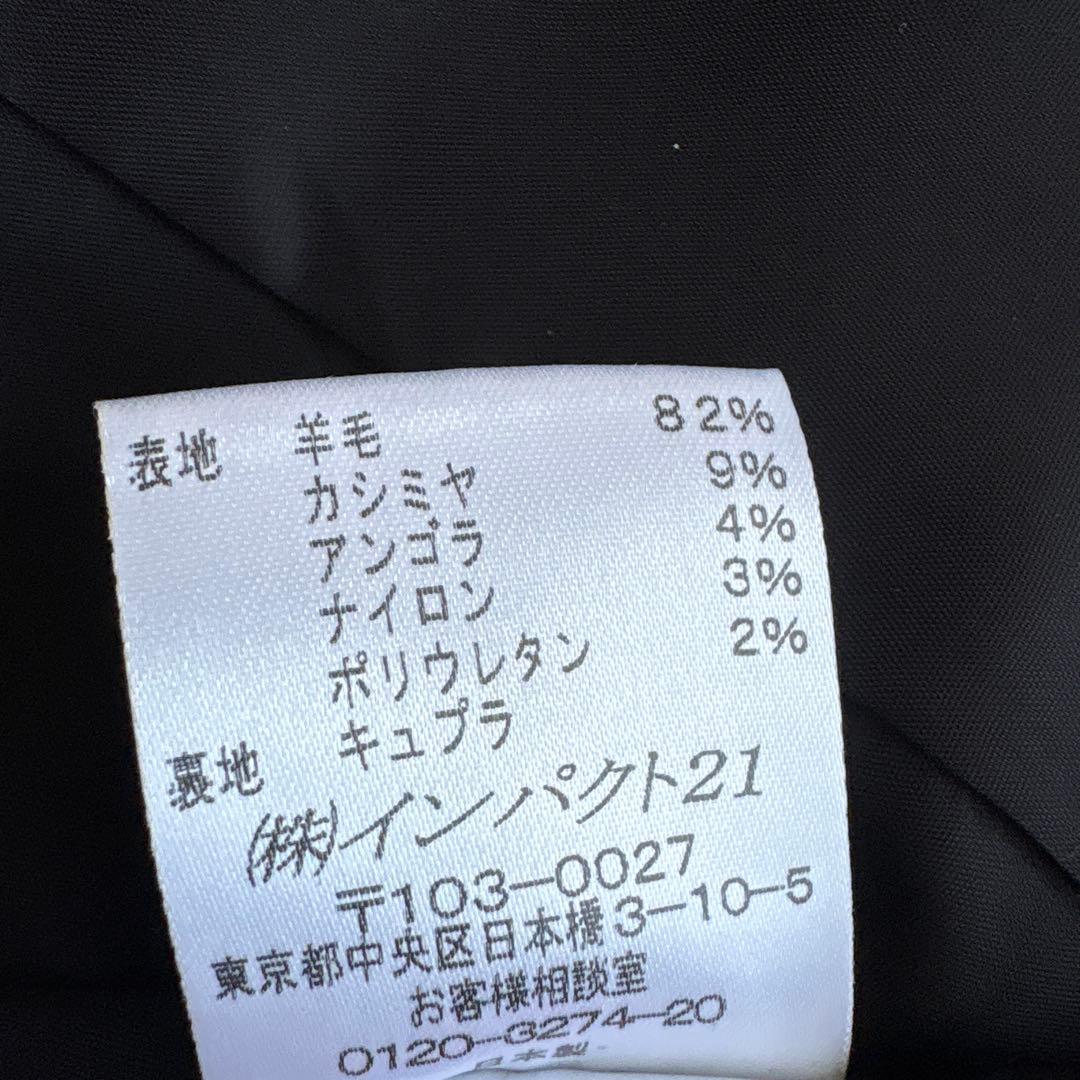 表地 羊毛 82%
カシミヤ 9%
アンゴラ 4%
ナイロン 3%
ポリウレタン 2%
裏地 キュプラ
(株)インパクト21
〒103-0027
東京都中央区日本橋3-10-5
お客様相談室
0120-3274-20
日本製